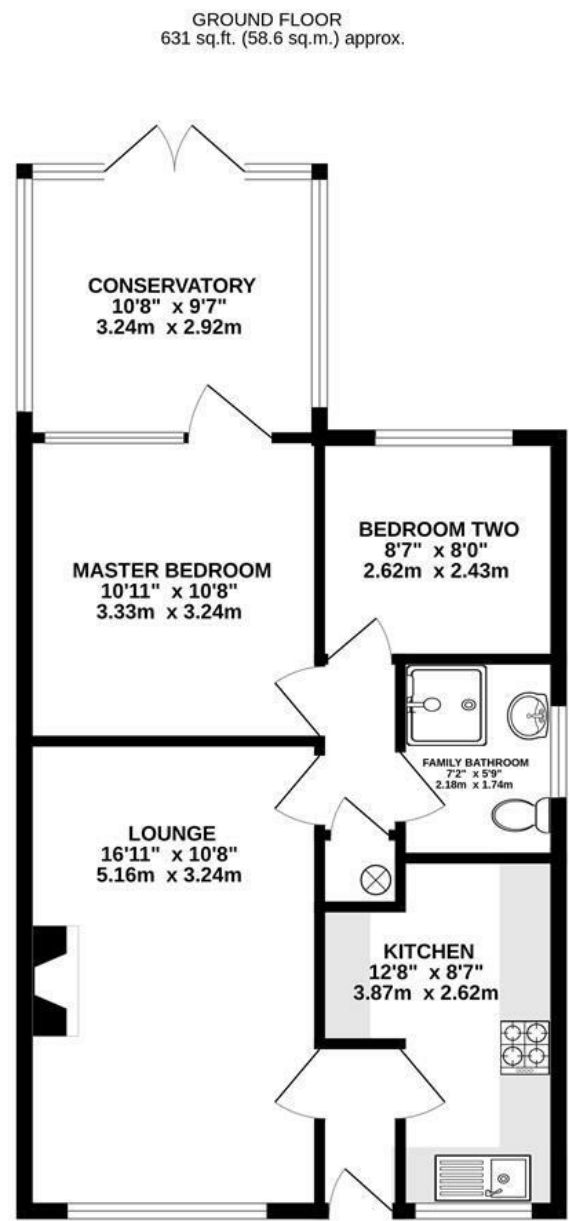 GROUND FLOOR
631 sq.ft. (58.6 sq.m.) approx.
CONSERVATORY
10'8" x 9'7"
3.24m x 2.92m
BEDROOM TWO
8'7" x 8'0"
2.62m x 2.43m
MASTER BEDROOM
10'11" x 10'8"
3.33m x 3.24m
FAMILY BATHROOM
7'2" x 5'9"
2.18m x 1.74m
LOUNGE
16'11" x 10'8"
5.16m x 3.24m
KITCHEN
12'8" x 8'7"
3.87m x 2.62m